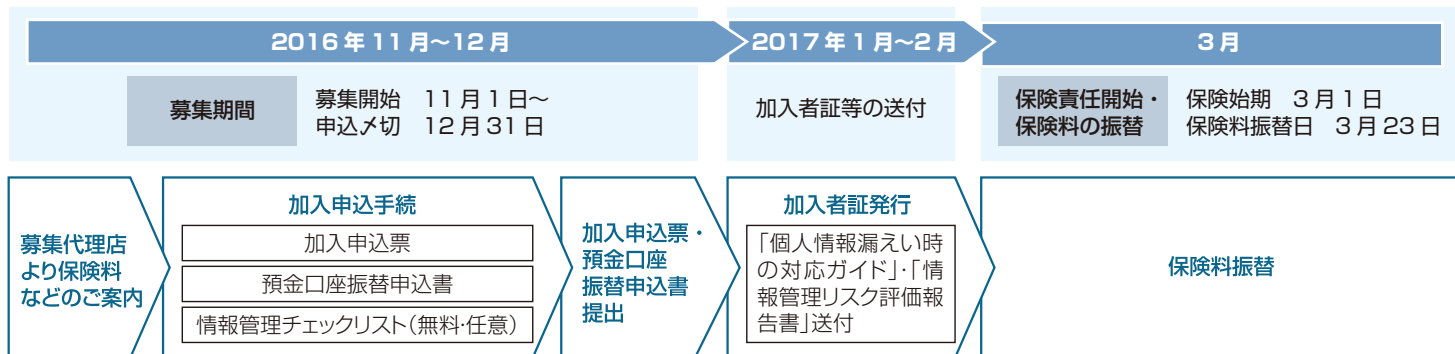 2016年11月〜12月
2017年1月〜2月
3月
募集期間
募集開始 11月1日〜
申込〆切 12月31日
加入者証等の送付
保険責任開始・
保険料の振替
保険始期 3月1日
保険料振替日 3月23日
募集代理店
より保険料
などのご案内
加入申込手続
加入申込票
預金口座振替申込書
情報管理チェックリスト(無料・任意)
加入申込票・
預金口座
振替申込書
提出
加入者証発行
「個人情報漏えい時
の対応ガイド」・「情
報管理リスク評価報
告書」送付
保険料振替